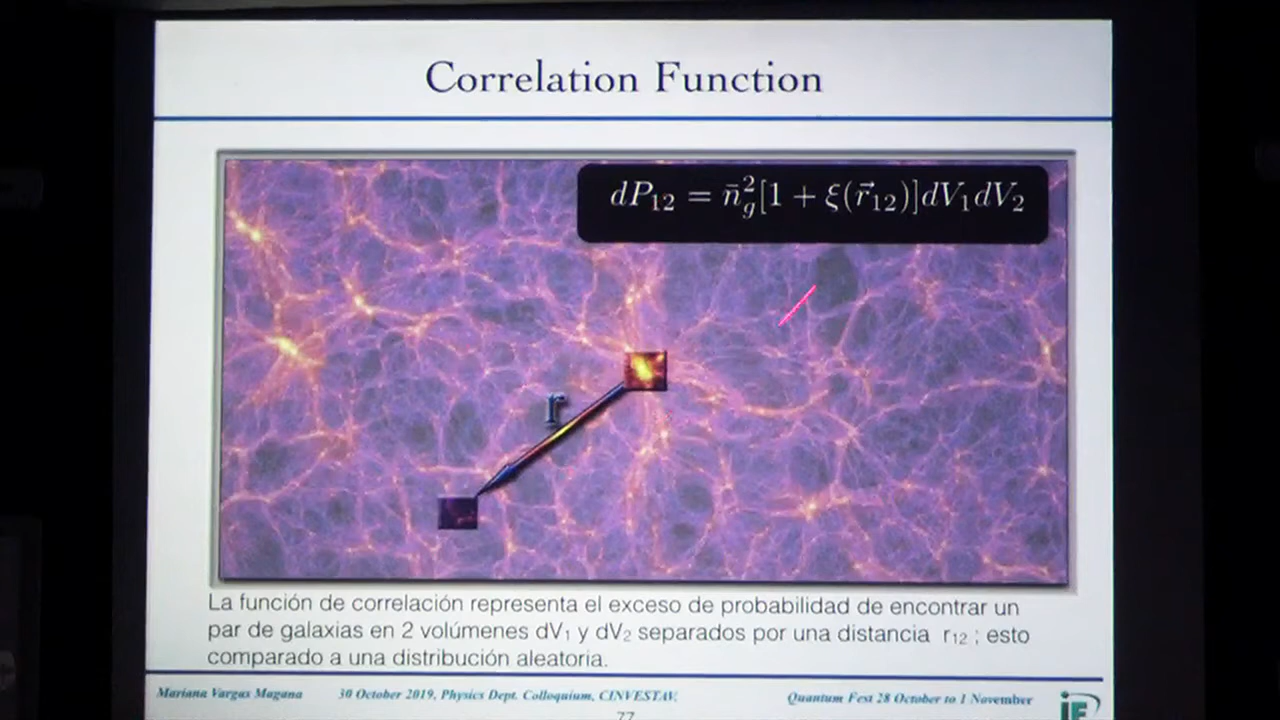 Correlation Function
dP₁₂ = n̄_g²[1 + ξ(r⃗₁₂)]dV₁dV₂
r
La función de correlación representa el exceso de probabilidad de encontrar un
par de galaxias en 2 volúmenes dV₁ y dV₂ separados por una distancia r₁₂ ; esto
comparado a una distribución aleatoria.
Mariana Vargas Magana 30 October 2019, Physics Dept. Colloquium, CINVESTAV, Quantum Fest 28 October to 1 November
77